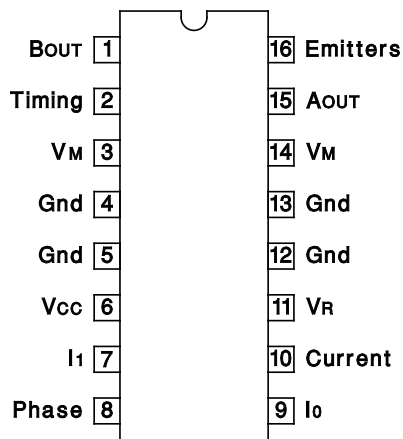 BOUT 1 16 Emitters
Timing 2 15 AOUT
VM 3 14 VM
Gnd 4 13 Gnd
Gnd 5 12 Gnd
VCC 6 11 VR
I1 7 10 Current
Phase 8 9 I0